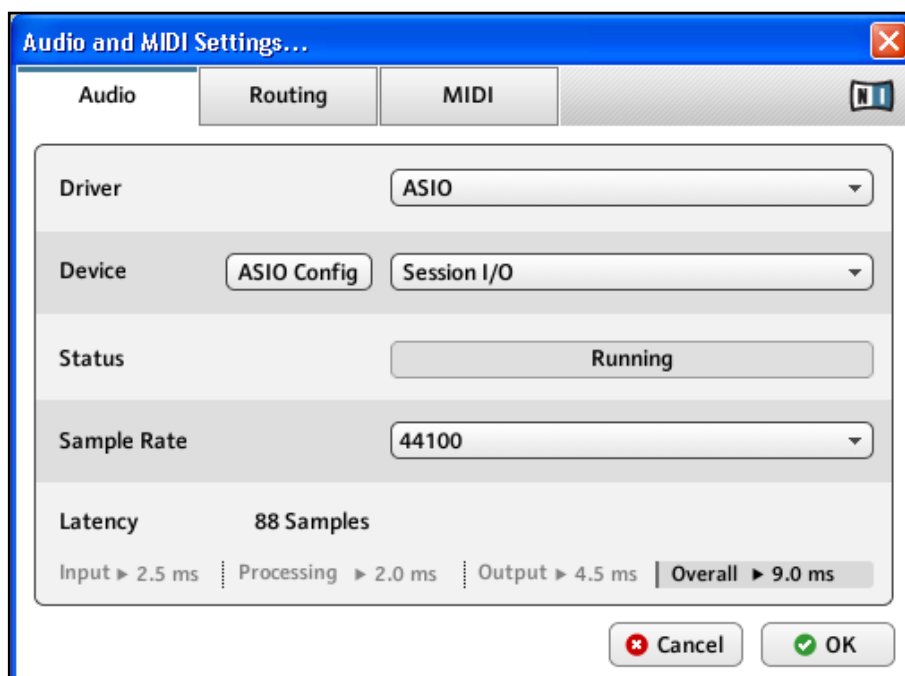 Audio and MIDI Settings...
Audio Routing MIDI NI
Driver ASIO
Device ASIO Config Session I/O
Status Running
Sample Rate 44100
Latency 88 Samples
Input ▸ 2.5 ms Processing ▸ 2.0 ms Output ▸ 4.5 ms Overall ▸ 9.0 ms
Cancel OK